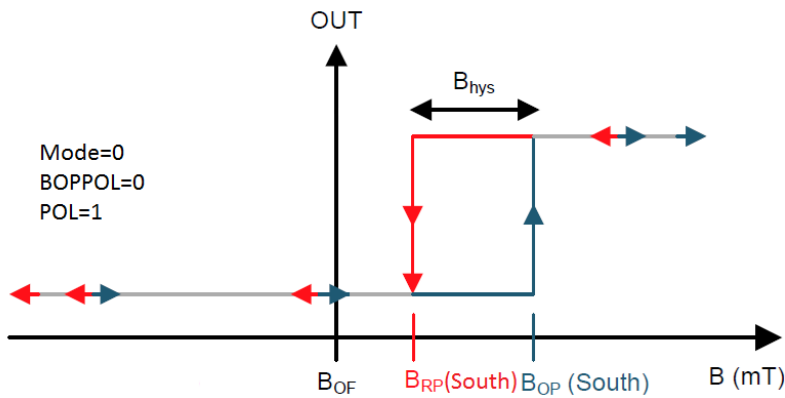 OUT
Bhys
Mode=0
BOPPOL=0
POL=1
BOF
BRP(South)
BOP (South)
B (mT)